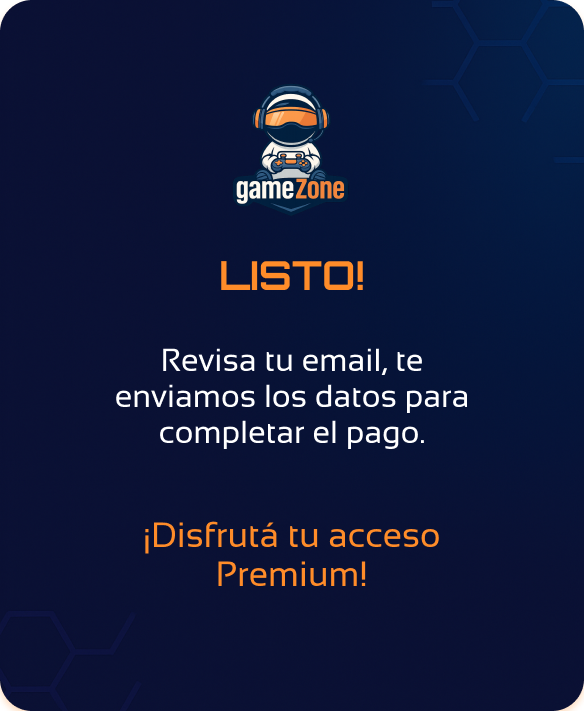 gameZone
LISTO!
Revisa tu email, te
enviamos los datos para
completar el pago.
¡Disfrutá tu acceso
Premium!